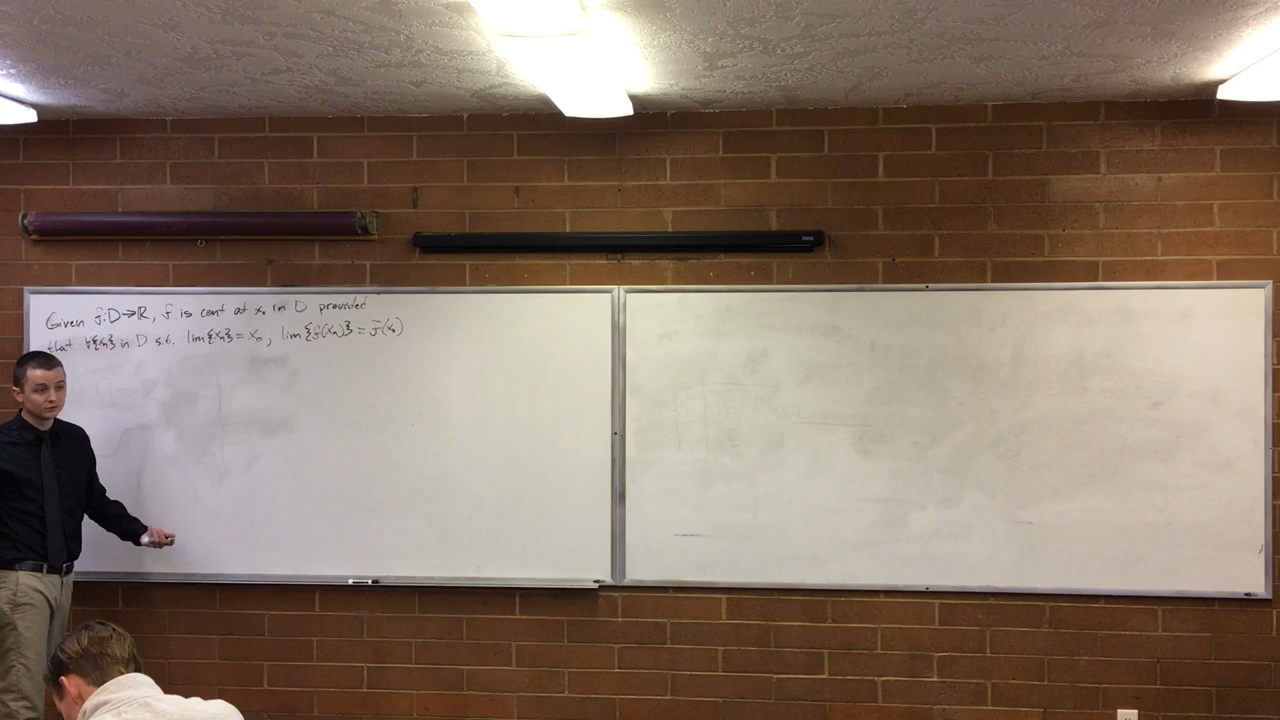 Given f:D→ℝ, f is cont at x₀ in D provided
that ∀{xₙ} in D s.t. lim{xₙ} = x₀, lim{f(xₙ)} = f(x₀)